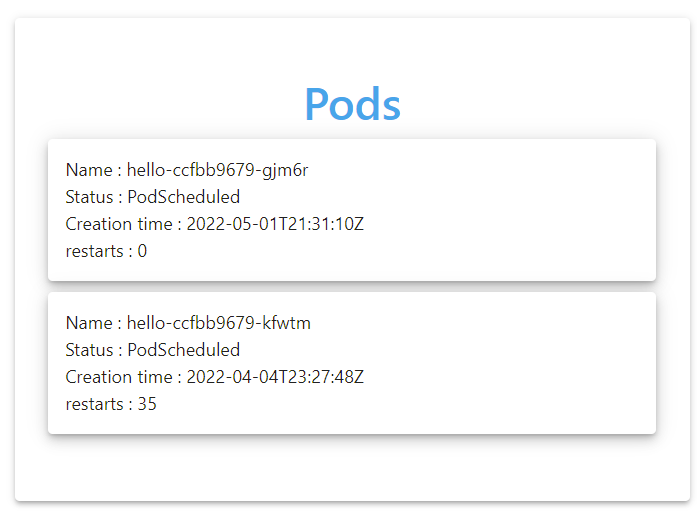 Pods
Name : hello-ccfbb9679-gjm6r
Status : PodScheduled
Creation time : 2022-05-01T21:31:10Z
restarts : 0
Name : hello-ccfbb9679-kfwtm
Status : PodScheduled
Creation time : 2022-04-04T23:27:48Z
restarts : 35